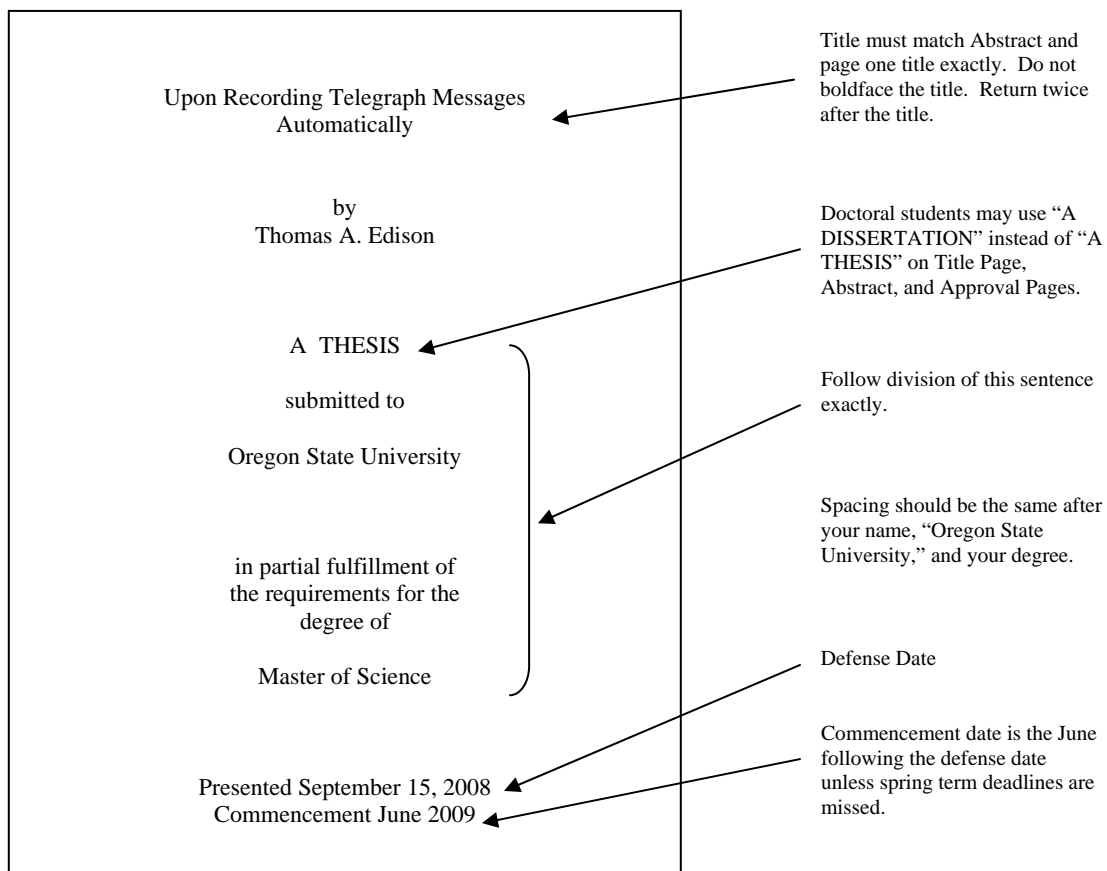 Upon Recording Telegraph Messages
Automatically
by
Thomas A. Edison
A THESIS
submitted to
Oregon State University
in partial fulfillment of
the requirements for the
degree of
Master of Science
Presented September 15, 2008
Commencement June 2009
Title must match Abstract and
page one title exactly. Do not
boldface the title. Return twice
after the title.
Doctoral students may use “A
DISSERTATION” instead of “A
THESIS” on Title Page,
Abstract, and Approval Pages.
Follow division of this sentence
exactly.
Spacing should be the same after
your name, “Oregon State
University,” and your degree.
Defense Date
Commencement date is the June
following the defense date
unless spring term deadlines are
missed.